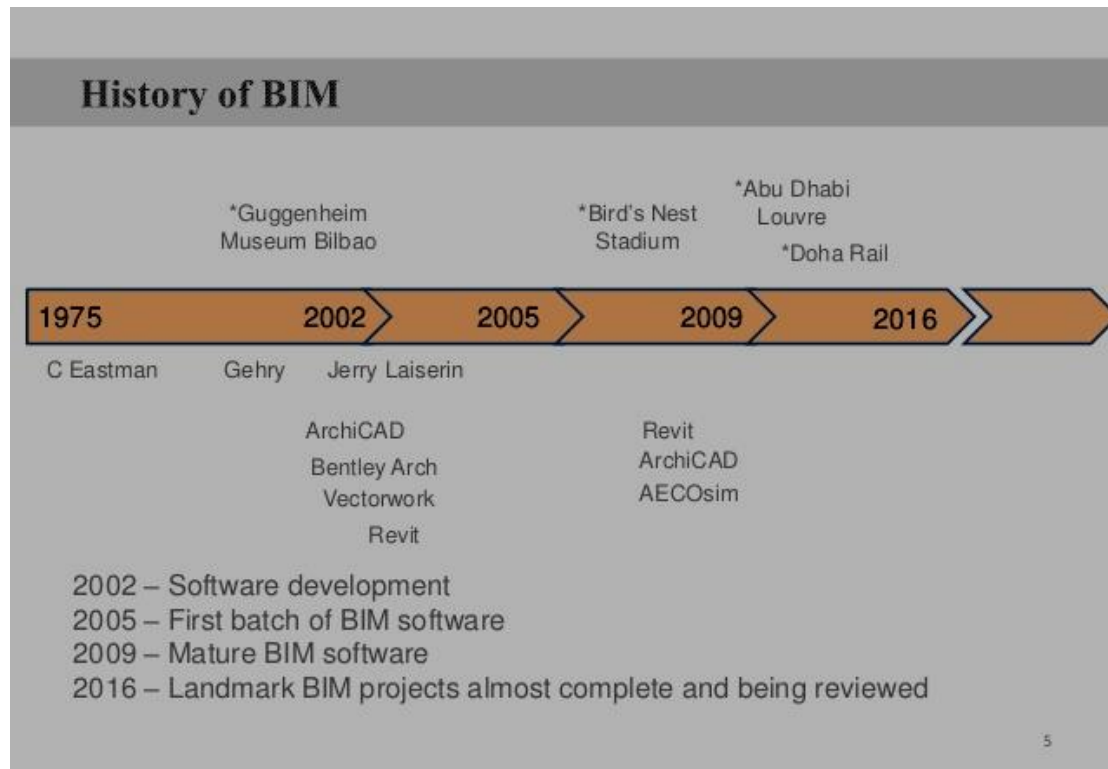 History of BIM
*Abu Dhabi
Louvre
*Guggenheim
Museum Bilbao
*Bird's Nest
Stadium
*Doha Rail
1975
2002
2005
2009
2016
C Eastman
Gehry
Jerry Laiserin
ArchiCAD
Bentley Arch
Vectorwork
Revit
Revit
ArchiCAD
AECOsim
2002 – Software development
2005 – First batch of BIM software
2009 – Mature BIM software
2016 – Landmark BIM projects almost complete and being reviewed
5